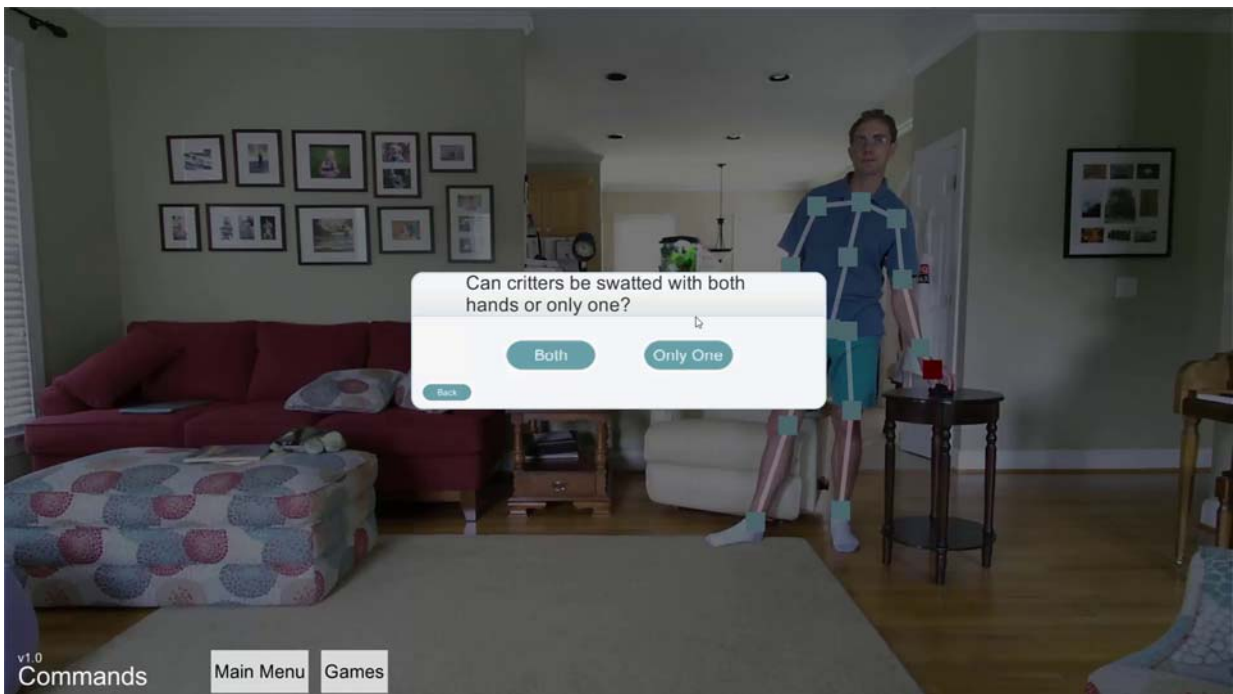 Can critters be swatted with both
hands or only one?
Both
Only One
Back
v1.0
Commands
Main Menu
Games